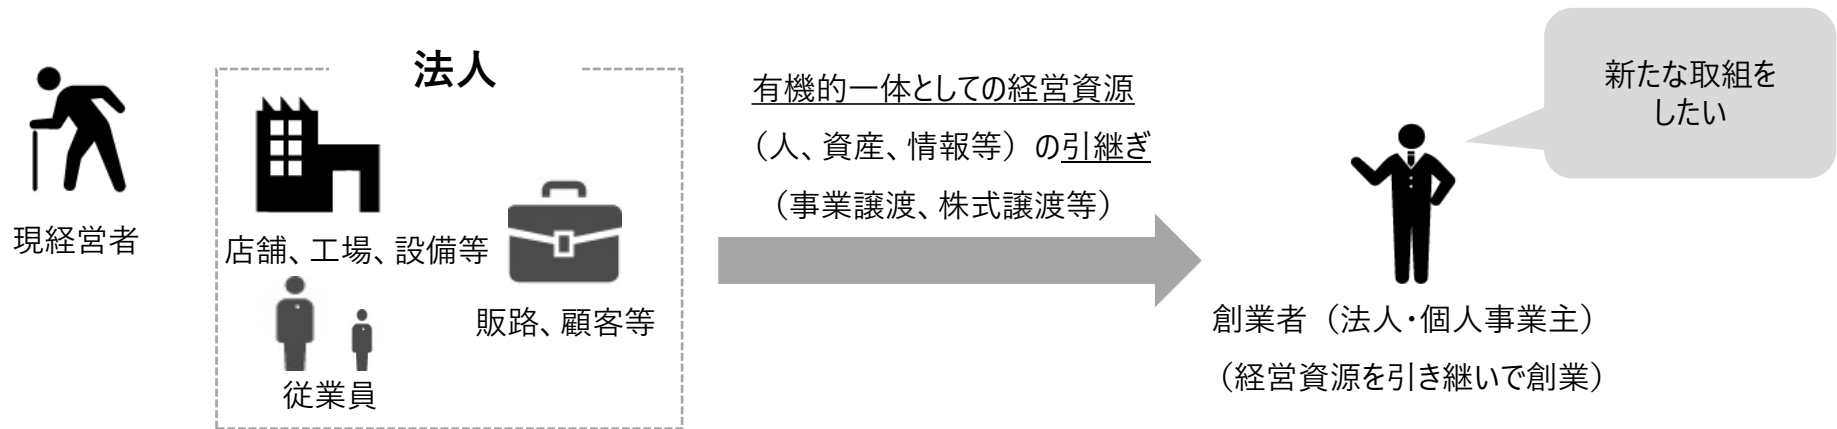 現経営者
法人
店舗、工場、設備等
販路、顧客等
従業員
有機的一体としての経営資源
（人、資産、情報等）の引継ぎ
（事業譲渡、株式譲渡等）
新たな取組を
したい
創業者（法人・個人事業主）
（経営資源を引き継いで創業）